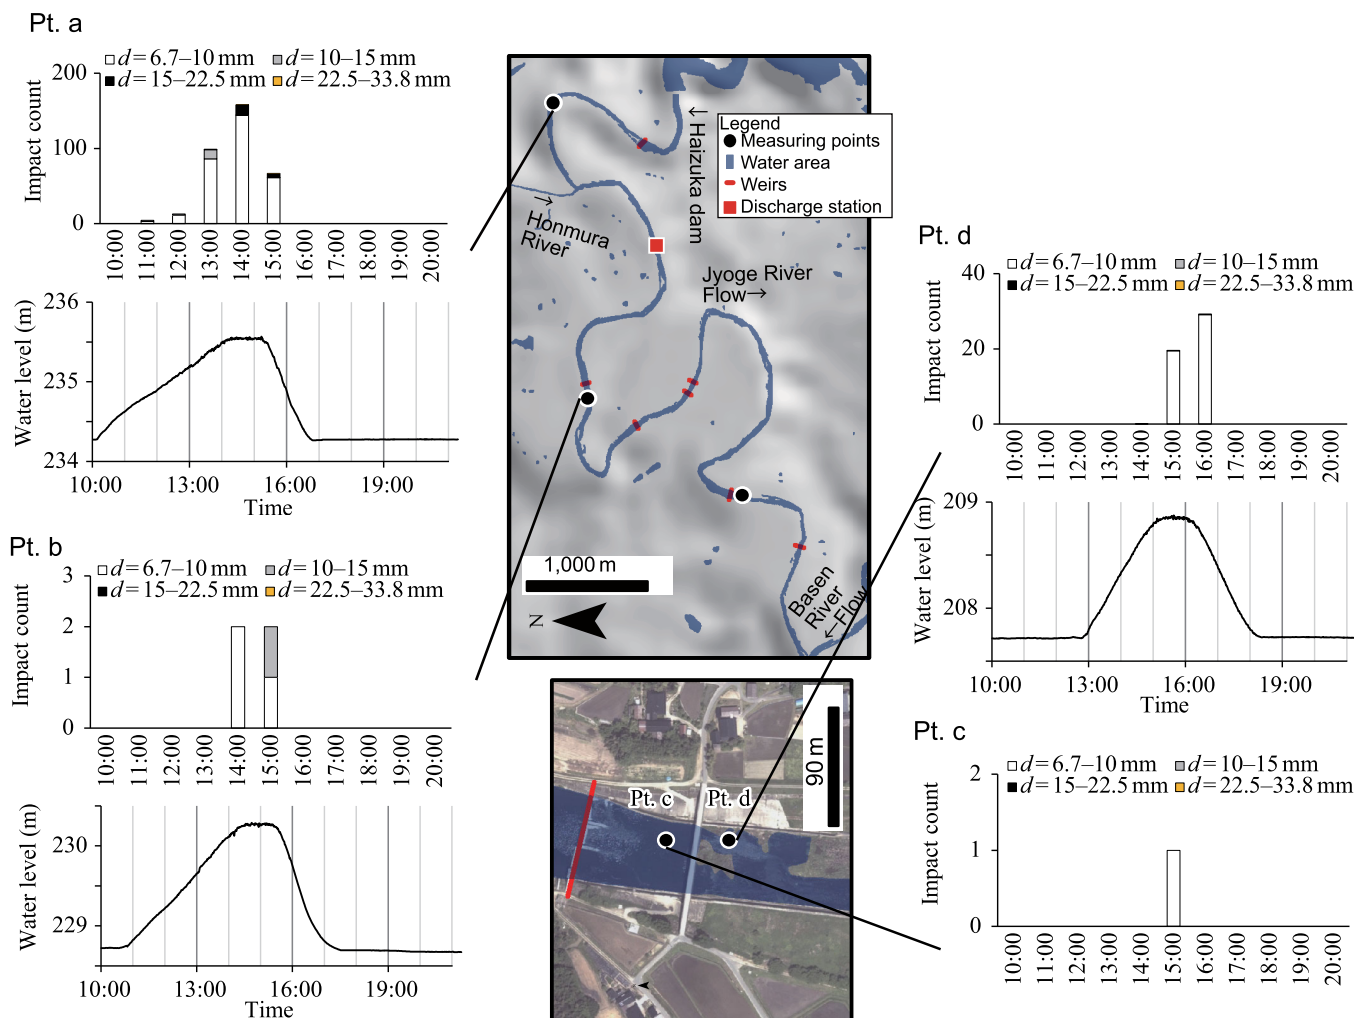 Pt. a
d = 6.7–10 mm d = 10–15 mm
d = 15–22.5 mm d = 22.5–33.8 mm
Impact count
200
100
0
10:00 11:00 12:00 13:00 14:00 15:00 16:00 17:00 18:00 19:00 20:00
Water level (m)
236
235
234
10:00 13:00 16:00 19:00
Time
Pt. b
d = 6.7–10 mm d = 10–15 mm
d = 15–22.5 mm d = 22.5–33.8 mm
Impact count
3
2
1
0
10:00 11:00 12:00 13:00 14:00 15:00 16:00 17:00 18:00 19:00 20:00
Water level (m)
230
229
10:00 13:00 16:00 19:00
Time
← Haizuka dam
Legend
Measuring points
Water area
Weirs
Discharge station
→
Honmura
River
Jyoge River
Flow→
1,000 m
N
Basen
River
←Flow
90 m
Pt. c Pt. d
Pt. d
d = 6.7–10 mm d = 10–15 mm
d = 15–22.5 mm d = 22.5–33.8 mm
Impact count
40
20
0
10:00 11:00 12:00 13:00 14:00 15:00 16:00 17:00 18:00 19:00 20:00
Water level (m)
209
208
10:00 13:00 16:00 19:00
Time
Pt. c
d = 6.7–10 mm d = 10–15 mm
d = 15–22.5 mm d = 22.5–33.8 mm
Impact count
2
1
0
10:00 11:00 12:00 13:00 14:00 15:00 16:00 17:00 18:00 19:00 20:00